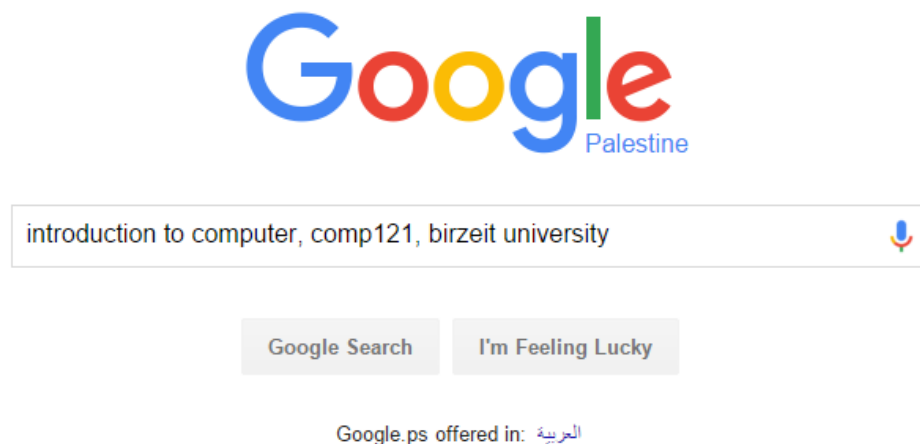 Google
Palestine
introduction to computer, comp121, birzeit university
Google Search
I'm Feeling Lucky
Google.ps offered in: العربية